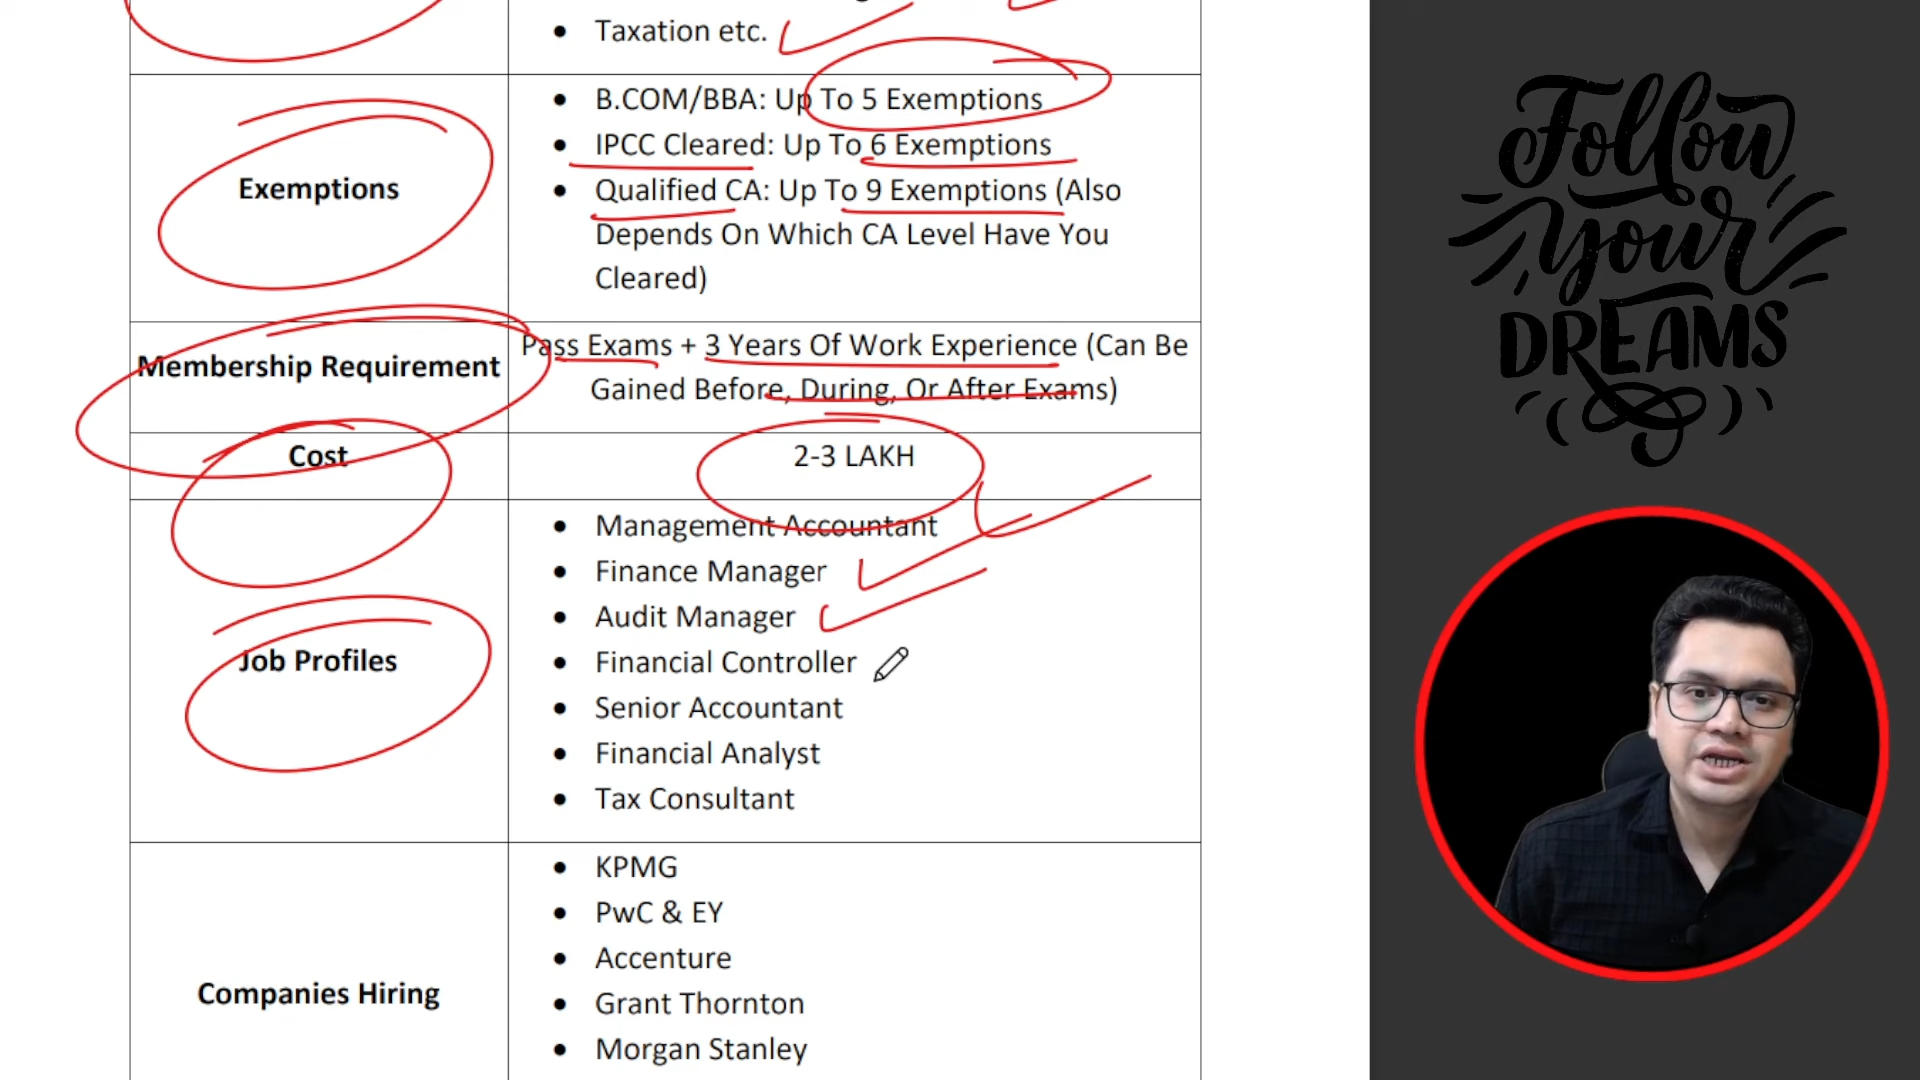 Taxation etc.
B.COM/BBA: Up To 5 Exemptions
IPCC Cleared: Up To 6 Exemptions
Exemptions
Qualified CA: Up To 9 Exemptions (Also
Depends On Which CA Level Have You
Cleared)
Membership Requirement
Pass Exams + 3 Years Of Work Experience (Can Be
Gained Before, During, Or After Exams)
Cost
2-3 LAKH
Management Accountant
Finance Manager
Audit Manager
Job Profiles
Financial Controller
Senior Accountant
Financial Analyst
Tax Consultant
KPMG
PwC & EY
Accenture
Companies Hiring
Grant Thornton
Morgan Stanley
Follow
your
DREAMS